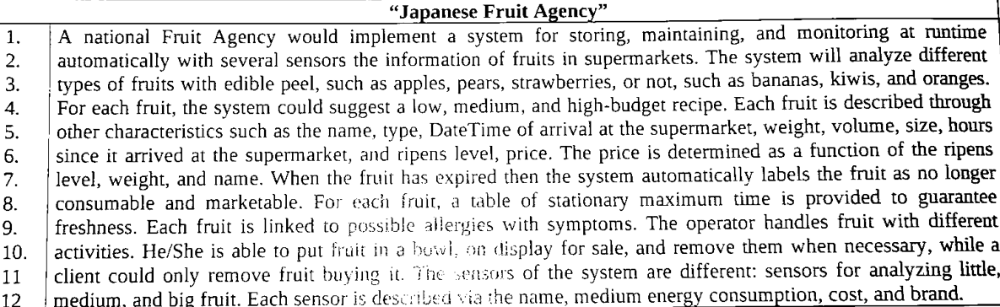 “Japanese Fruit Agency”
1. A national Fruit Agency would implement a system for storing, maintaining, and monitoring at runtime
2. automatically with several sensors the information of fruits in supermarkets. The system will analyze different
3. types of fruits with edible peel, such as apples, pears, strawberries, or not, such as bananas, kiwis, and oranges.
4. For each fruit, the system could suggest a low, medium, and high-budget recipe. Each fruit is described through
5. other characteristics such as the name, type, DateTime of arrival at the supermarket, weight, volume, size, hours
6. since it arrived at the supermarket, and ripens level, price. The price is determined as a function of the ripens
7. level, weight, and name. When the fruit has expired then the system automatically labels the fruit as no longer
8. consumable and marketable. For each fruit, a table of stationary maximum time is provided to guarantee
9. freshness. Each fruit is linked to possible allergies with symptoms. The operator handles fruit with different
10. activities. He/She is able to put fruit in a bowl, on display for sale, and remove them when necessary, while a
11 client could only remove fruit buying it. The sensors of the system are different: sensors for analyzing little,
12 medium, and big fruit. Each sensor is described via the name, medium energy consumption, cost, and brand.